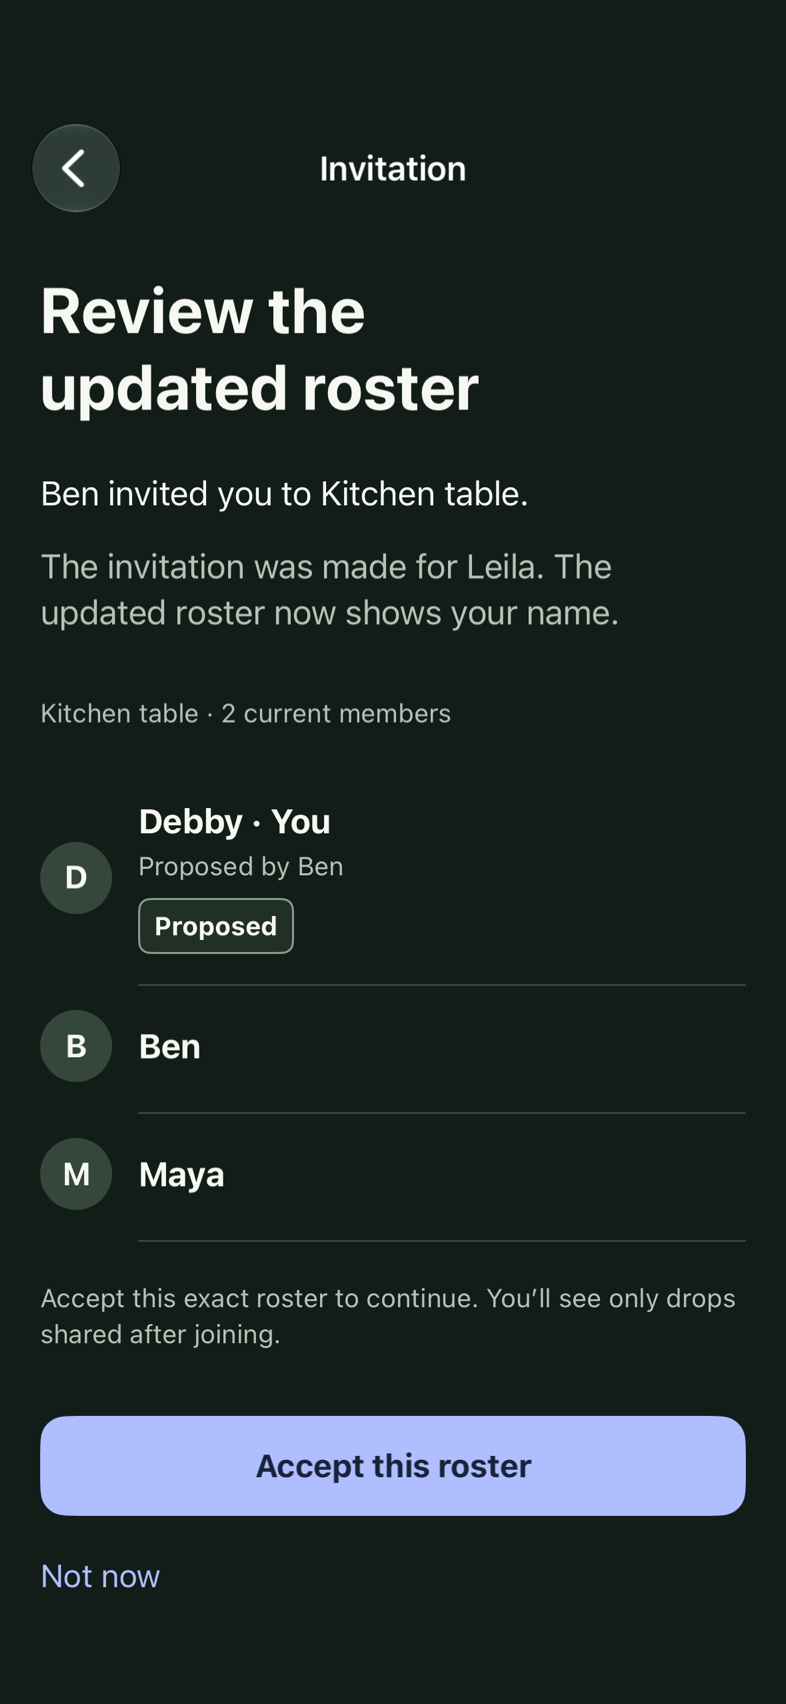 Invitation
Review the
updated roster
Ben invited you to Kitchen table.
The invitation was made for Leila. The
updated roster now shows your name.
Kitchen table · 2 current members
D
Debby · You
Proposed by Ben
Proposed
B
Ben
M
Maya
Accept this exact roster to continue. You’ll see only drops
shared after joining.
Accept this roster
Not now